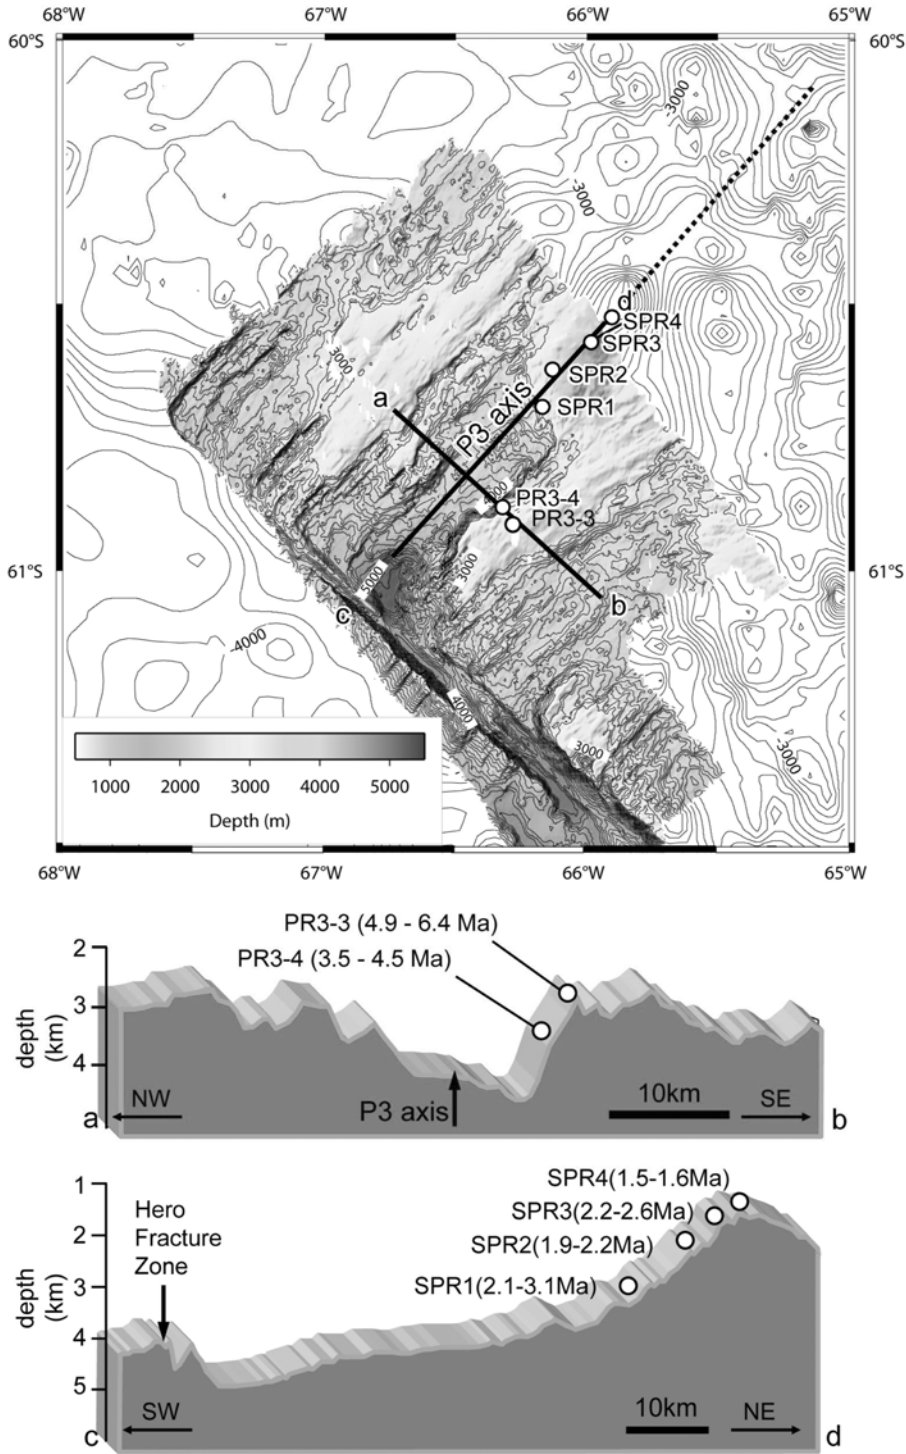 68°W 67°W 66°W 65°W
60°S 60°S
-3000
-3000
d
SPR4
SPR3
3000
SPR2
a
P3 axis
SPR1
PR3-4
PR3-3
61°S 61°S
5000
3000
b
c
-4000
4000
3000
-3000
1000 2000 3000 4000 5000
Depth (m)
68°W 67°W 66°W 65°W
PR3-3 (4.9 - 6.4 Ma)
PR3-4 (3.5 - 4.5 Ma)
2
3
4
depth
(km)
NW
P3 axis
10km
SE
a b
SPR4(1.5-1.6Ma)
SPR3(2.2-2.6Ma)
SPR2(1.9-2.2Ma)
SPR1(2.1-3.1Ma)
Hero
Fracture
Zone
1
2
3
4
5
depth
(km)
SW
10km
NE
c d